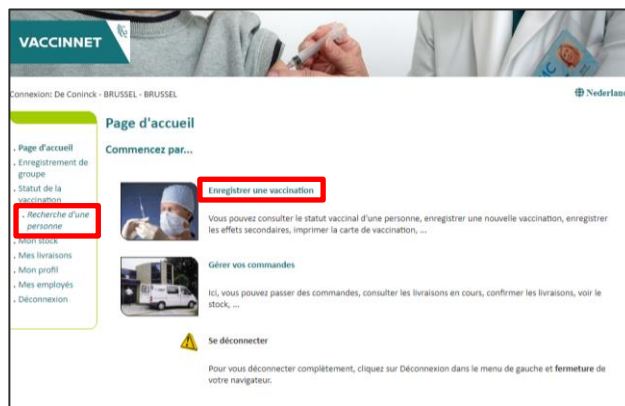 VACCINNET
Connexion: De Coninck - BRUSSEL - BRUSSEL
Nederland
Page d'accueil
Commencez par...
. Page d'accueil
. Enregistrement de
groupe
. Statut de la
vaccination
. Recherche d'une
personne
. Mon stock
. Mes livraisons
. Mon profil
. Mes employés
. Déconnexion
Enregistrer une vaccination
Vous pouvez consulter le statut vaccinal d'une personne, enregistrer une nouvelle vaccination, enregistrer
les effets secondaires, imprimer la carte de vaccination, ...
Gérer vos commandes
Ici, vous pouvez passer des commandes, consulter les livraisons en cours, confirmer les livraisons, voir le
stock, ...
Se déconnecter
Pour vous déconnecter complètement, cliquez sur Déconnexion dans le menu de gauche et fermeture de
votre navigateur.